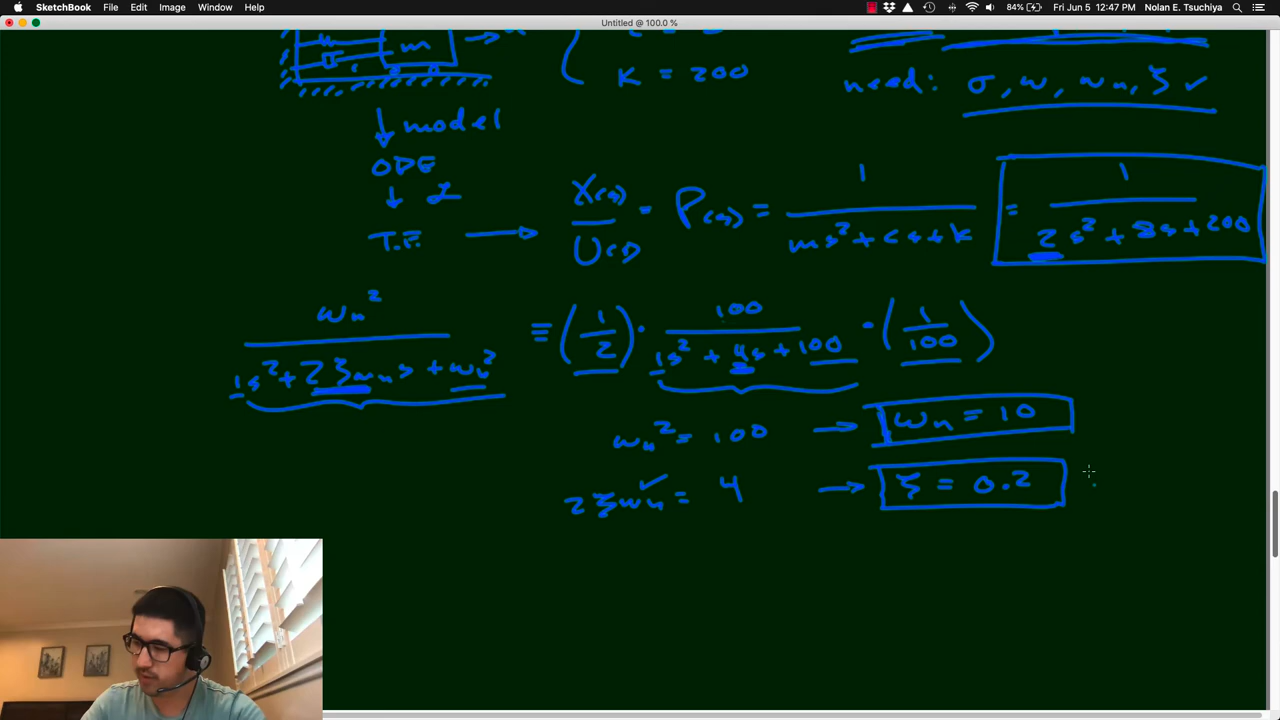 SketchBook File Edit Image Window Help 84% Fri Jun 5 12:47 PM Nolan E. Tsuchiya
Untitled @ 100.0 %
m
K = 200
need: σ, ω, ωn, ζ ✓
↓ model
ODE
↓ ℒ
T.F. → X(s)/U(s) = P(s) = 1/(ms²+cs+k) = 1/(2s²+8s+200)
ωn²/(1s²+2ζωns+ωn²) ≡ (1/2)· 100/(1s²+4s+100) ·(1/100)
ωn² = 100 → ωn = 10
2ζωn ✓ = 4 → ζ = 0.2